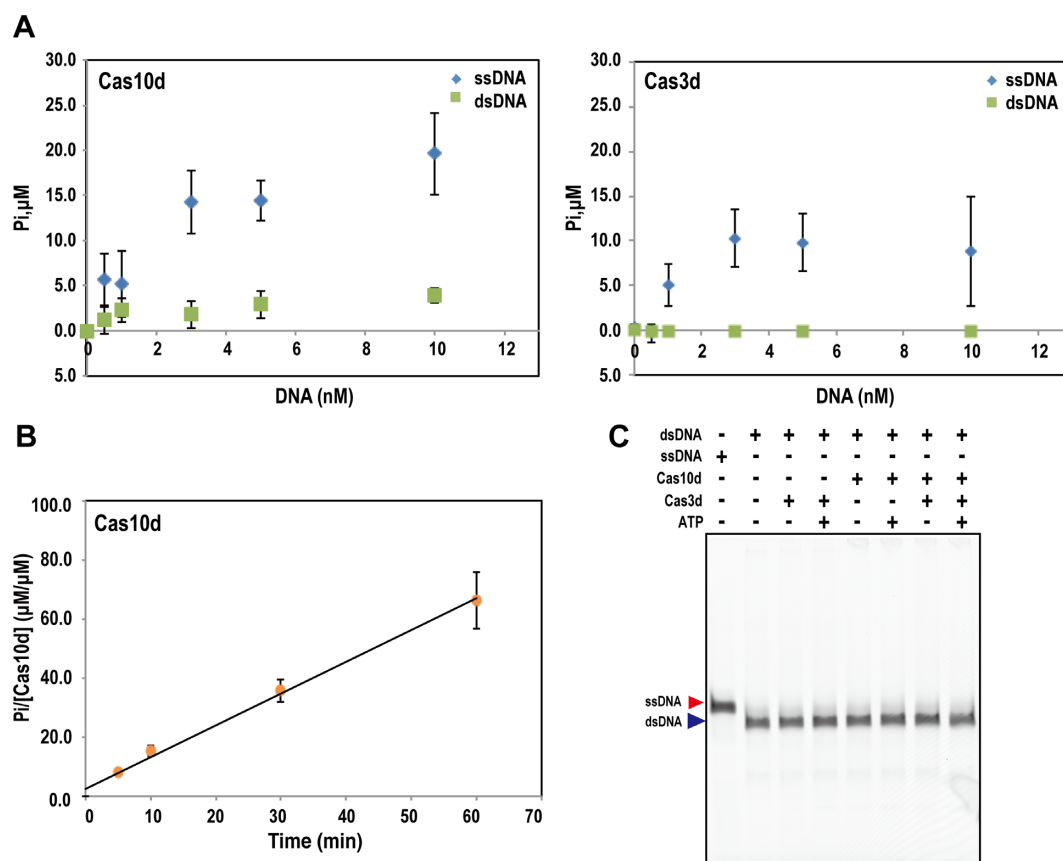 A
Cas10d
ssDNA
dsDNA
30.0
25.0
20.0
15.0
10.0
5.0
0.0
5.0
Pi,µM
0 2 4 6 8 10 12
DNA (nM)
Cas3d
ssDNA
dsDNA
30.0
25.0
20.0
15.0
10.0
5.0
0.0
5.0
Pi,µM
0 2 4 6 8 10 12
DNA (nM)
B
Cas10d
100.0
80.0
60.0
40.0
20.0
0.0
Pi/[Cas10d] (µM/µM)
0 10 20 30 40 50 60 70
Time (min)
C
dsDNA - + + + + + + +
ssDNA + - - - - - - -
Cas10d - - - - + + + +
Cas3d - - + + - - + +
ATP - - - + - + - +
ssDNA
dsDNA